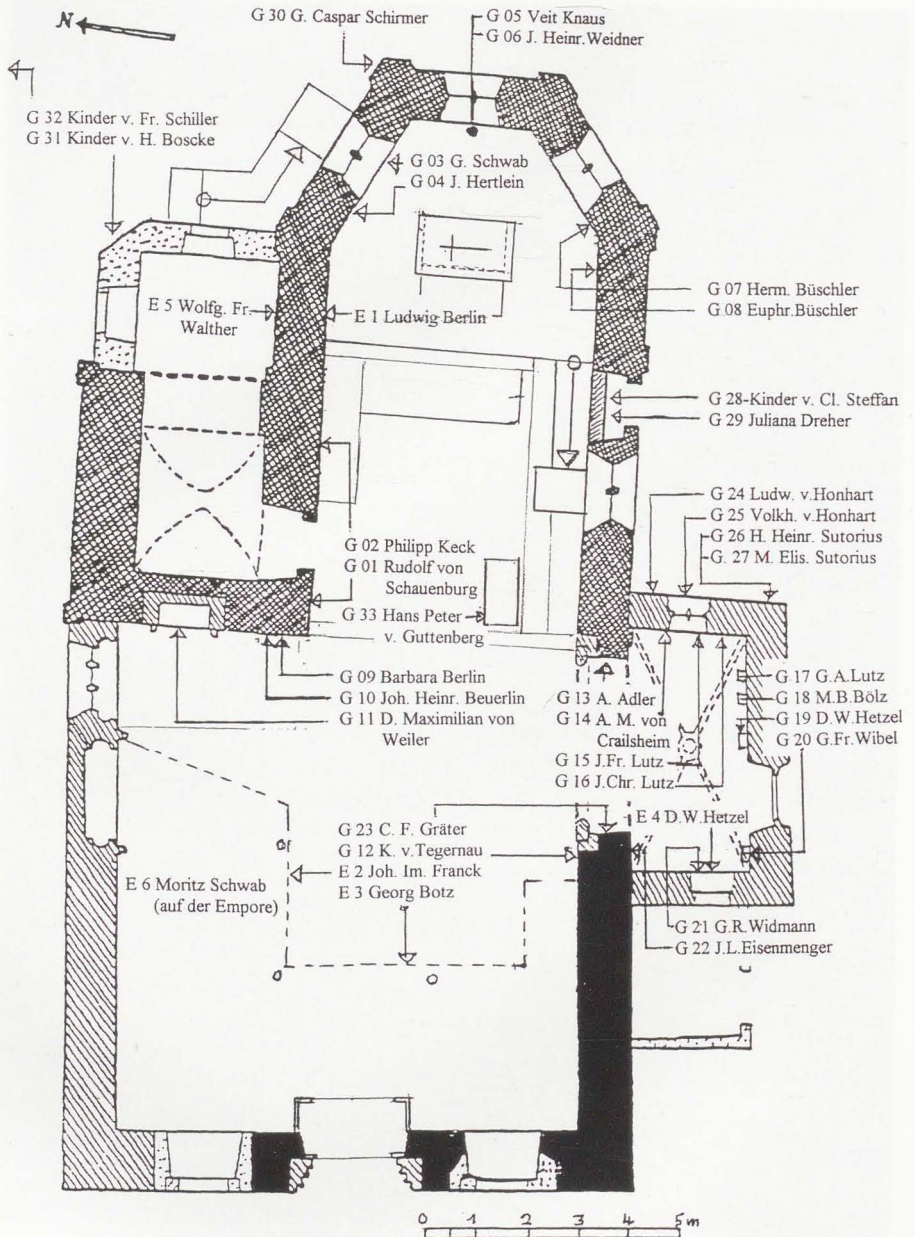 N
G 30 G. Caspar Schirmer
G 05 Veit Knaus
G 06 J. Heinr. Weidner
G 32 Kinder v. Fr. Schiller
G 31 Kinder v. H. Boscke
G 03 G. Schwab
G 04 J. Hertlein
E 5 Wolfg. Fr.
Walther
E 1 Ludwig Berlin
G 07 Herm. Büschler
G 08 Euphr. Büschler
G 28-Kinder v. Cl. Steffan
G 29 Juliana Dreher
G 24 Ludw. v. Honhart
G 25 Volkh. v. Honhart
G 26 H. Heinr. Sutorius
G. 27 M. Elis. Sutorius
G 02 Philipp Keck
G 01 Rudolf von
Schauenburg
G 33 Hans Peter
v. Guttenberg
G 09 Barbara Berlin
G 10 Joh. Heinr. Beuerlin
G 11 D. Maximilian von
Weiler
G 13 A. Adler
G 14 A. M. von
Crailsheim
G 15 J.Fr. Lutz
G 16 J.Chr. Lutz
G 17 G.A.Lutz
G 18 M.B.Bölz
G 19 D.W.Hetzel
G 20 G.Fr.Wibel
E 4 D.W.Hetzel
G 23 C. F. Gräter
G 12 K. v.Tegernau
E 2 Joh. Im. Franck
E 3 Georg Botz
E 6 Moritz Schwab
(auf der Empore)
G 21 G.R.Widmann
G 22 J.L.Eisenmenger
0 1 2 3 4 5 m